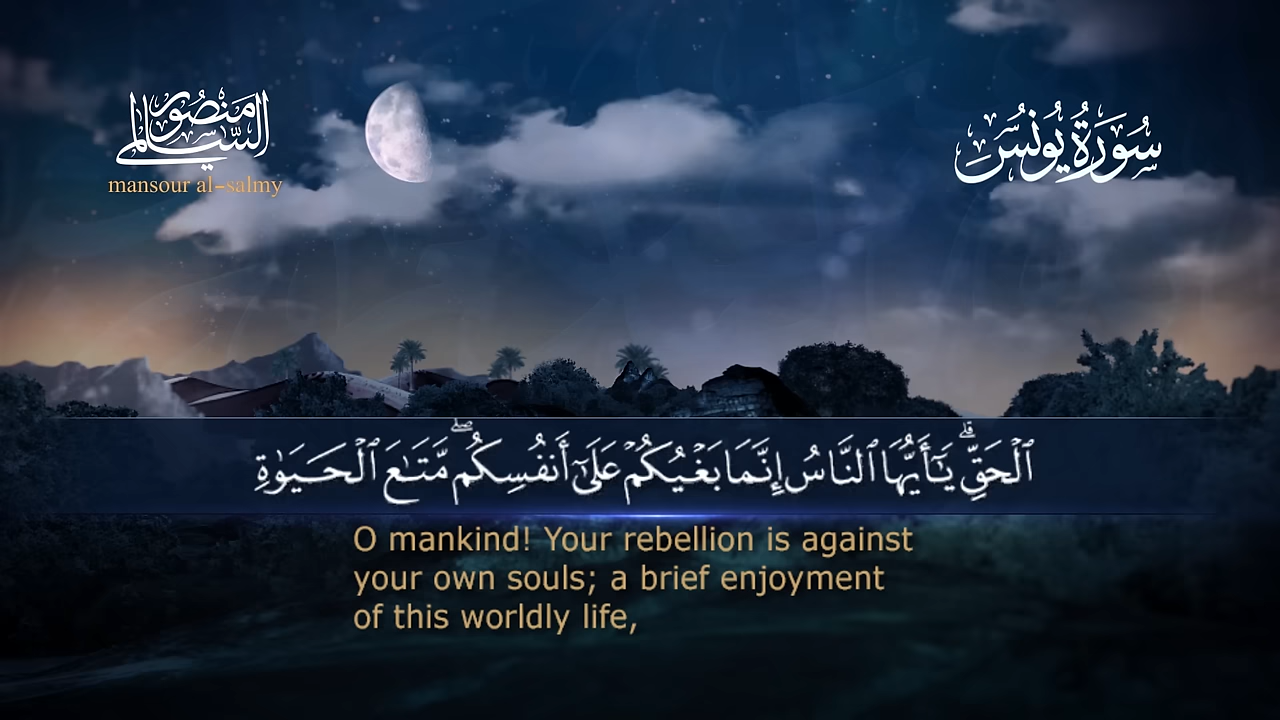 منصور السالمي
mansour al-salmy
سُورَةُ يُونُسَ
ٱلْحَقِّ ۗ يَـٰٓأَيُّهَا ٱلنَّاسُ إِنَّمَا بَغْيُكُمْ عَلَىٰٓ أَنفُسِكُم ۖ مَّتَـٰعَ ٱلْحَيَوٰةِ
O mankind! Your rebellion is against
your own souls; a brief enjoyment
of this worldly life,